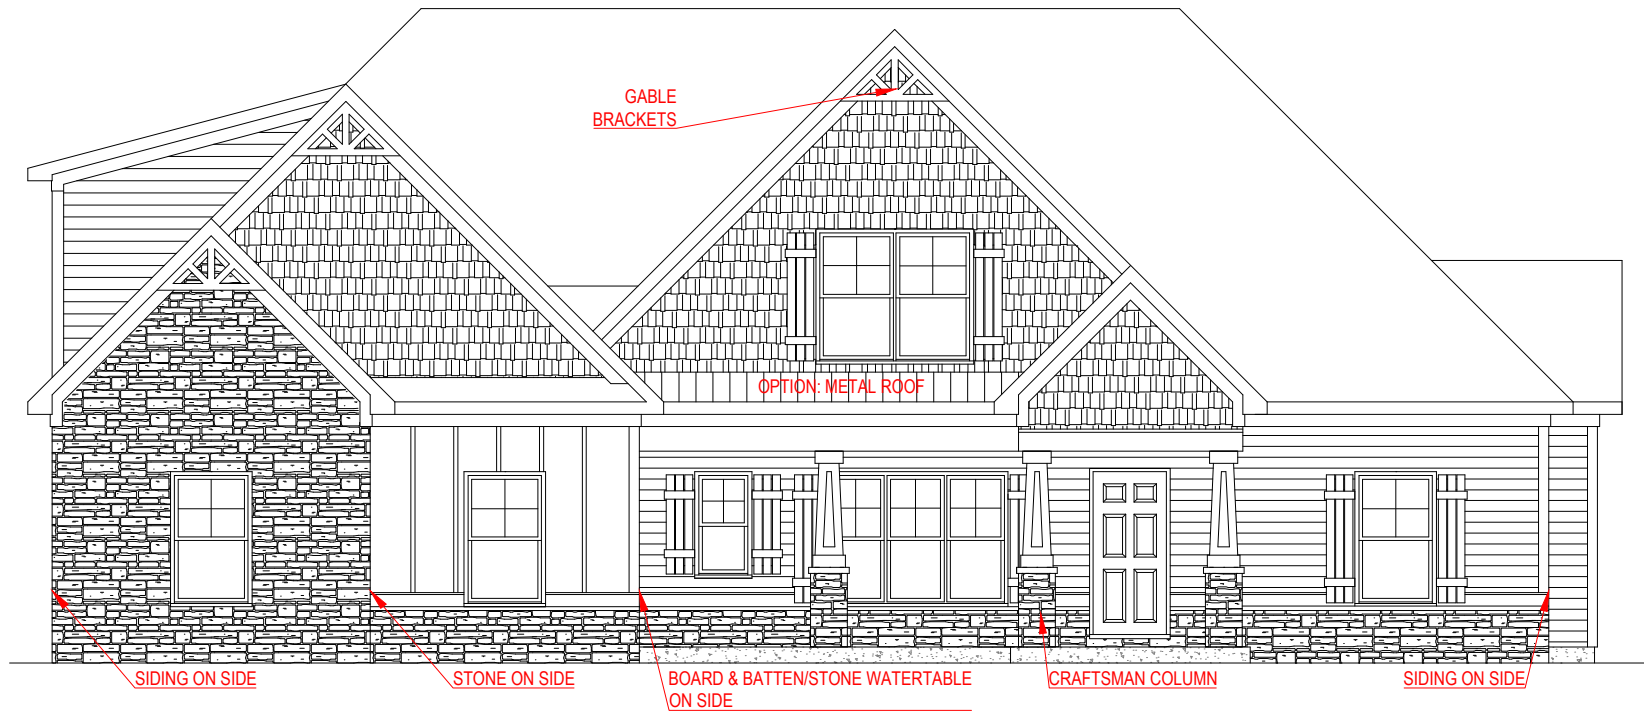 GABLE
BRACKETS
OPTION: METAL ROOF
SIDING ON SIDE
STONE ON SIDE
BOARD & BATTEN/STONE WATERTABLE
ON SIDE
CRAFTSMAN COLUMN
SIDING ON SIDE